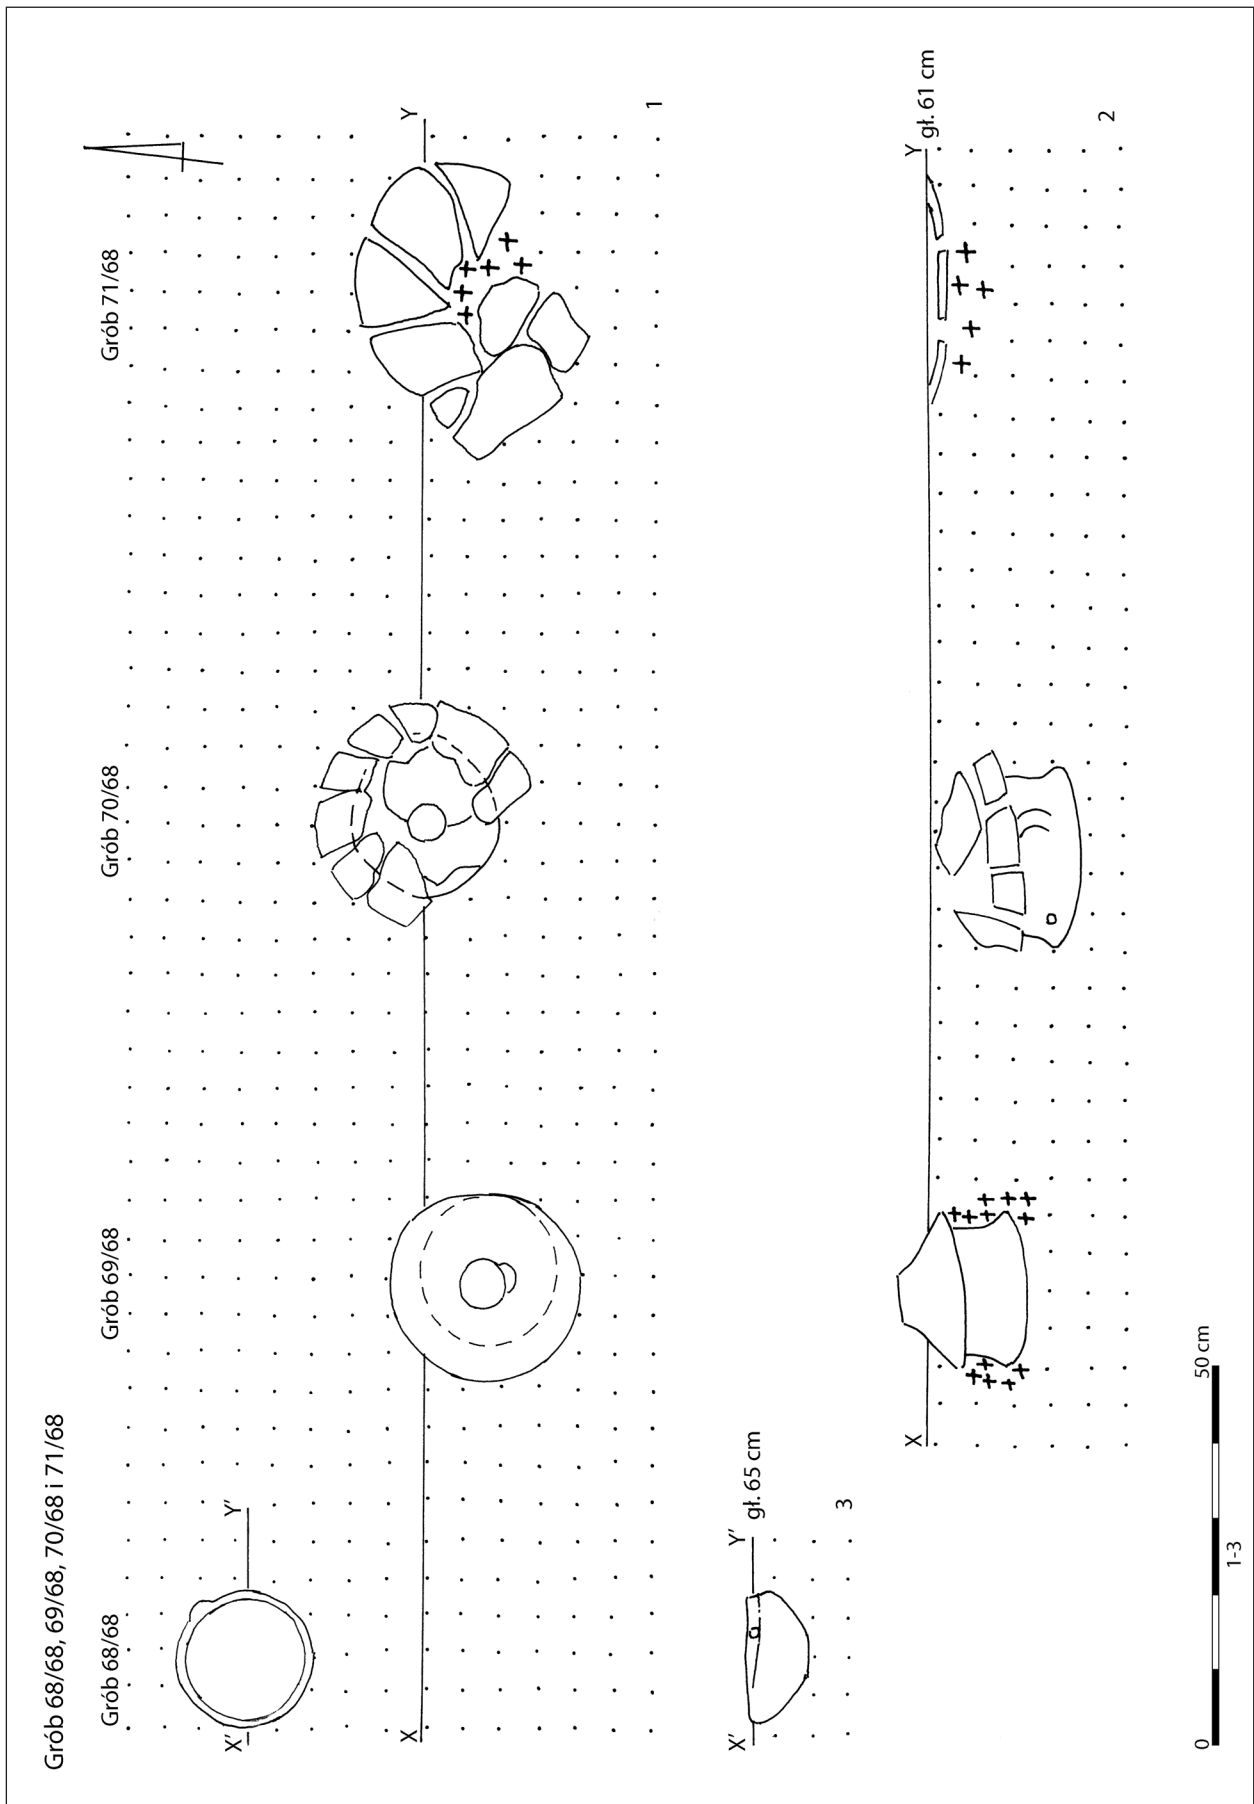 Grób 68/68, 69/68, 70/68 i 71/68
Grób 68/68
Grób 69/68
Grób 70/68
Grób 71/68
X'
Y'
X
Y
1
X'
Y'
gł. 65 cm
3
X
Y
gł. 61 cm
2
0
50 cm
1-3